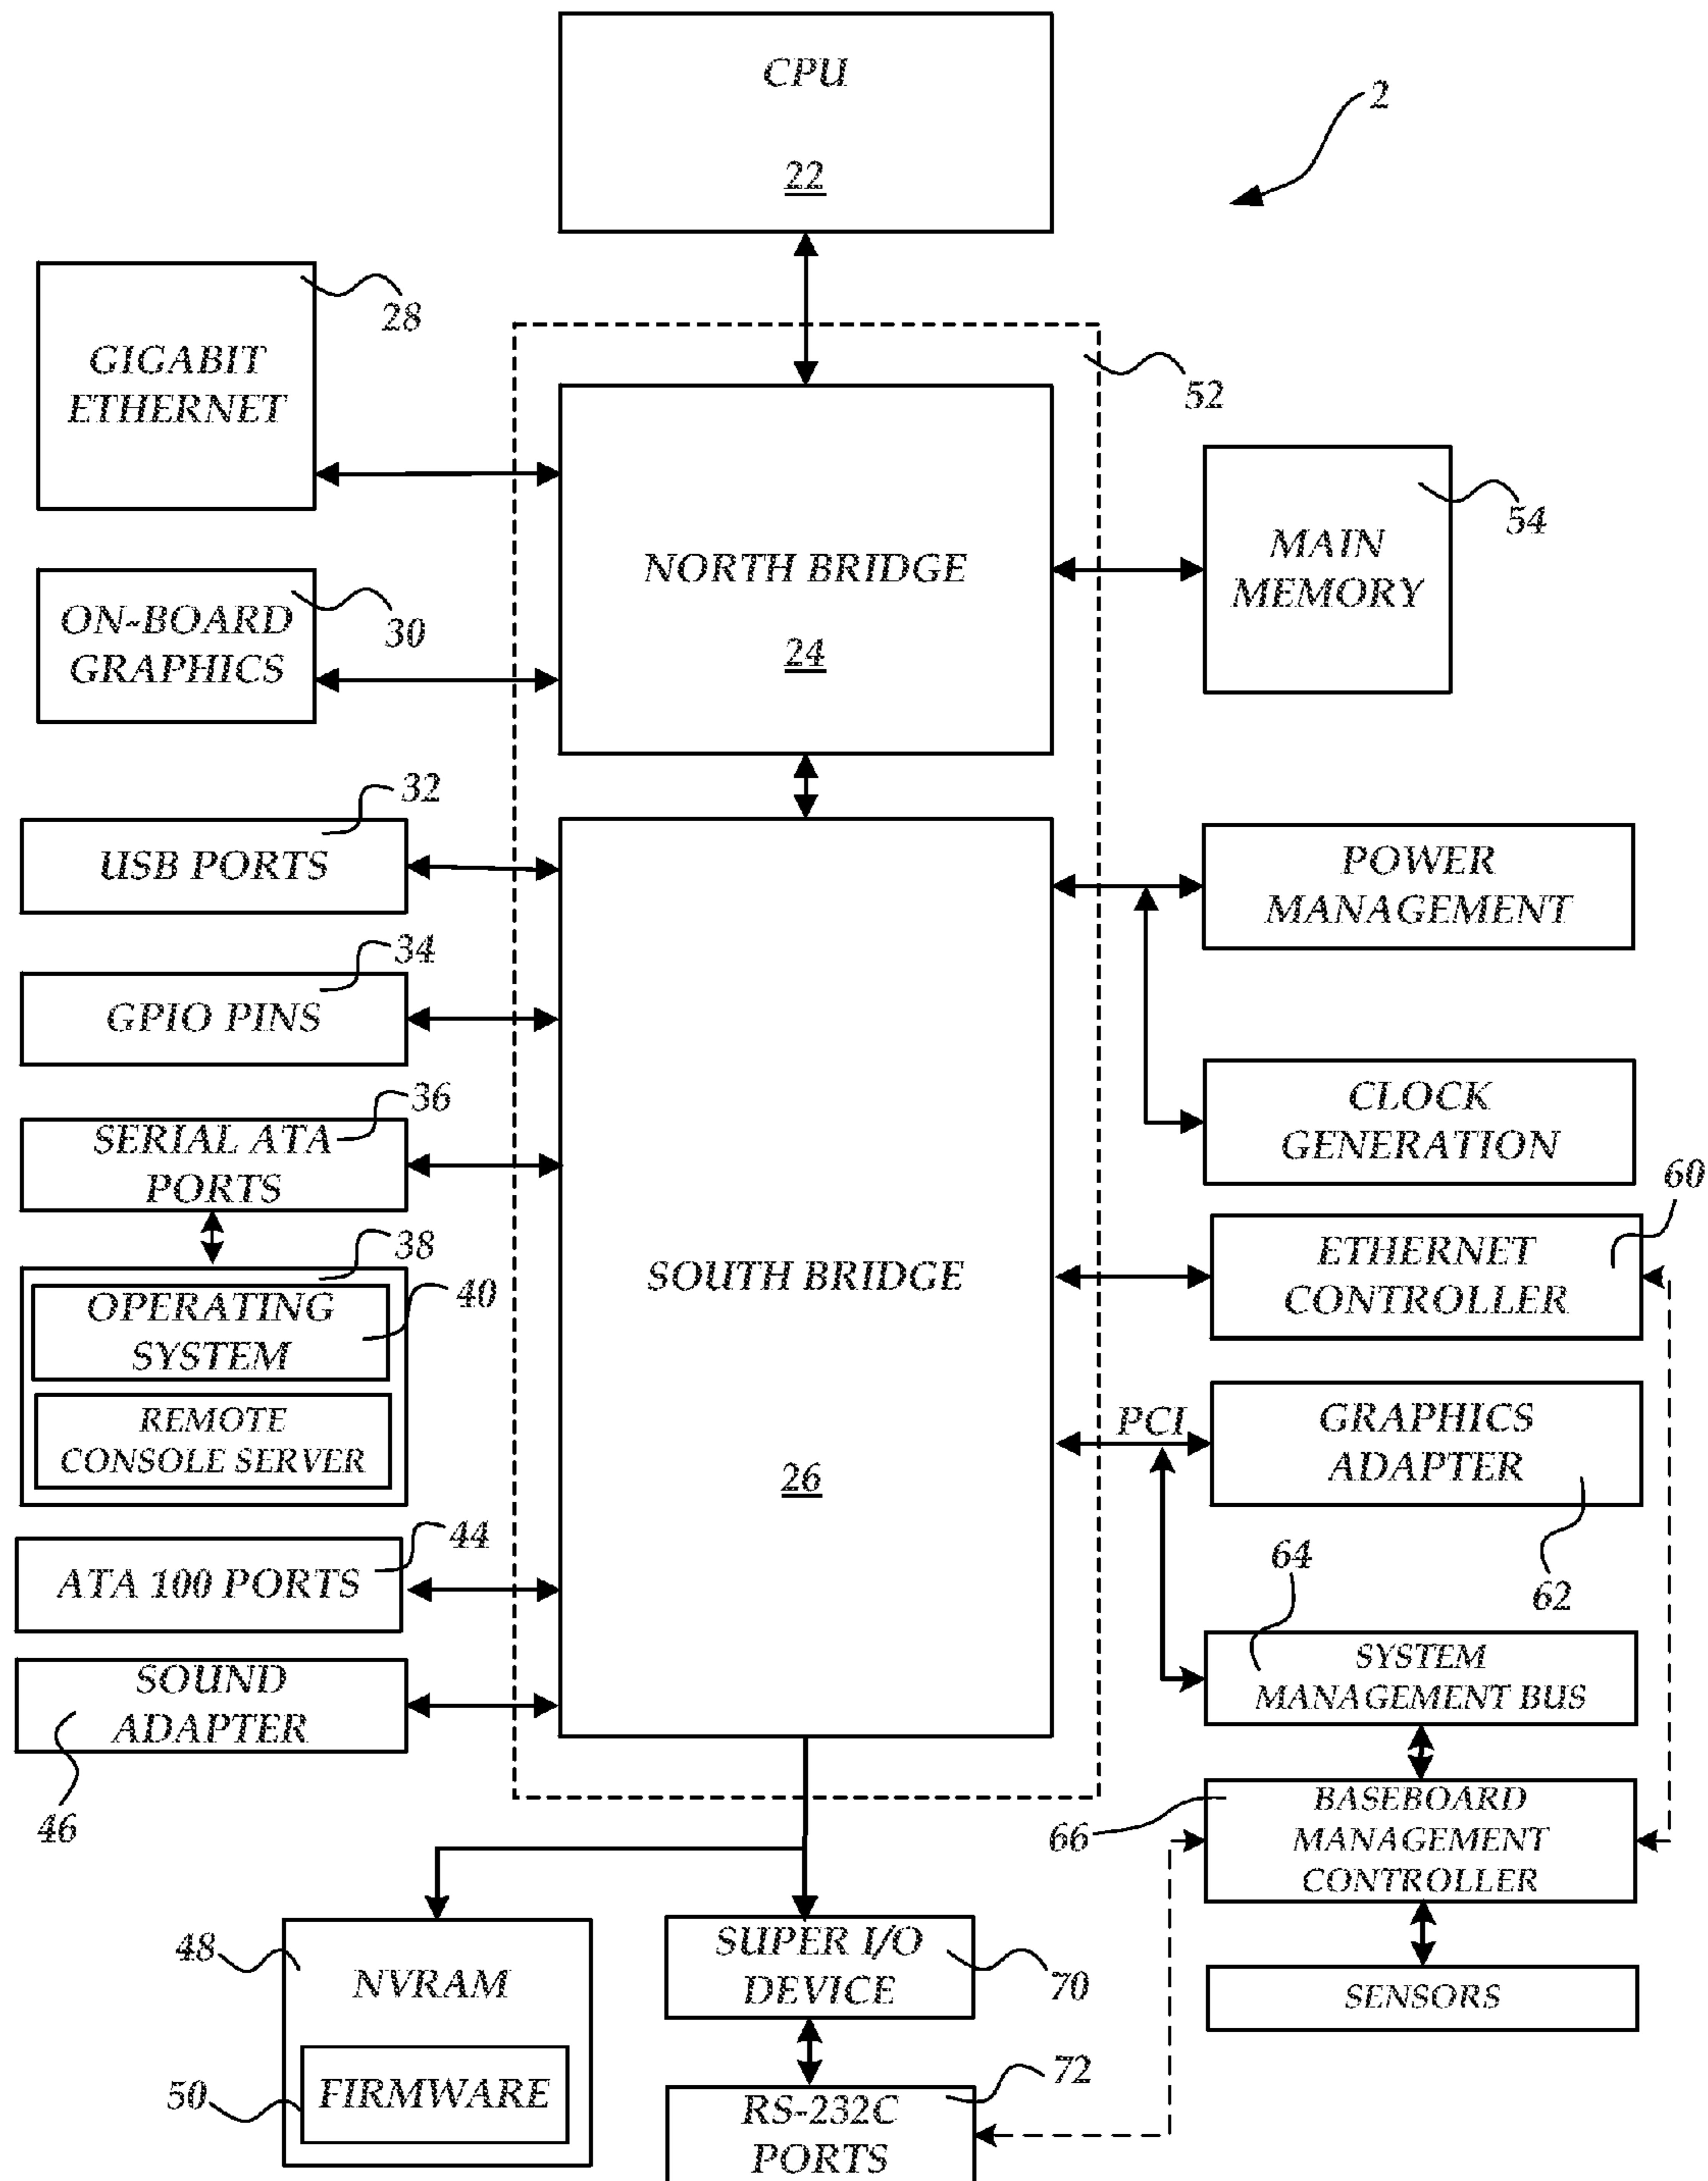 CPU
22
2
28
GIGABIT
ETHERNET
52
54
MAIN
MEMORY
NORTH BRIDGE
24
ON-BOARD
GRAPHICS
30
32
USB PORTS
POWER
MANAGEMENT
34
GPIO PINS
36
SERIAL ATA
PORTS
CLOCK
GENERATION
60
38
OPERATING
SYSTEM
40
REMOTE
CONSOLE SERVER
SOUTH BRIDGE
26
ETHERNET
CONTROLLER
PCI
GRAPHICS
ADAPTER
62
44
ATA 100 PORTS
64
SYSTEM
MANAGEMENT BUS
SOUND
ADAPTER
46
66
BASEBOARD
MANAGEMENT
CONTROLLER
48
NVRAM
SUPER I/O
DEVICE
70
SENSORS
50
FIRMWARE
72
RS-232C
PORTS